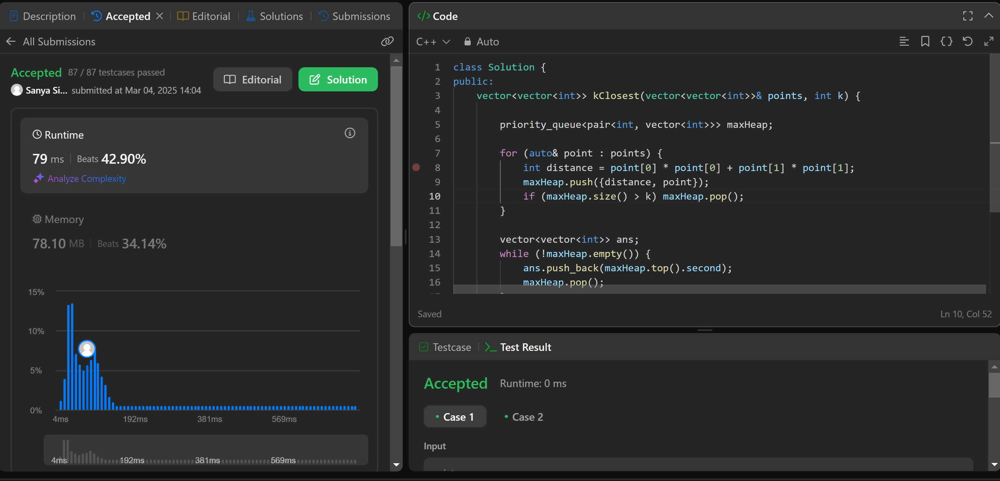 Description | Accepted | Editorial | Solutions | Submissions
All Submissions
Accepted 87 / 87 testcases passed
Sanya Si... submitted at Mar 04, 2025 14:04
Editorial
Solution
Runtime
79 ms | Beats 42.90%
Analyze Complexity
Memory
78.10 MB | Beats 34.14%
15%
10%
5%
0%
4ms 192ms 381ms 569ms
4ms 192ms 381ms 569ms
</> Code
C++ Auto
1 class Solution {
2 public:
3     vector<vector<int>> kClosest(vector<vector<int>>& points, int k) {
4
5         priority_queue<pair<int, vector<int>>> maxHeap;
6
7         for (auto& point : points) {
8             int distance = point[0] * point[0] + point[1] * point[1];
9             maxHeap.push({distance, point});
10             if (maxHeap.size() > k) maxHeap.pop();
11         }
12
13         vector<vector<int>> ans;
14         while (!maxHeap.empty()) {
15             ans.push_back(maxHeap.top().second);
16             maxHeap.pop();
Saved Ln 10, Col 52
Testcase | >_ Test Result
Accepted Runtime: 0 ms
• Case 1 • Case 2
Input